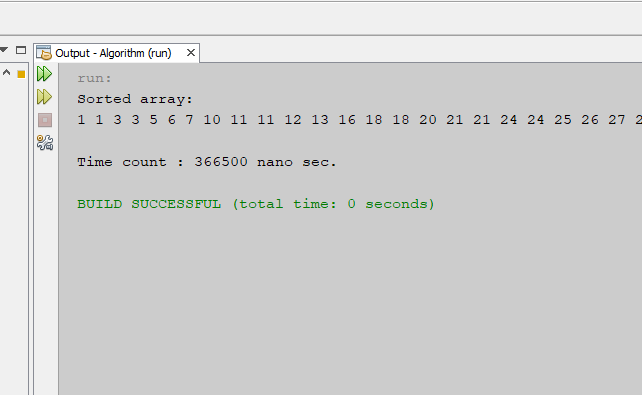 Output - Algorithm (run)
run:
Sorted array:
1 1 3 3 5 6 7 10 11 11 12 13 16 18 18 20 21 21 24 24 25 26 27 2
Time count : 366500 nano sec.
BUILD SUCCESSFUL (total time: 0 seconds)